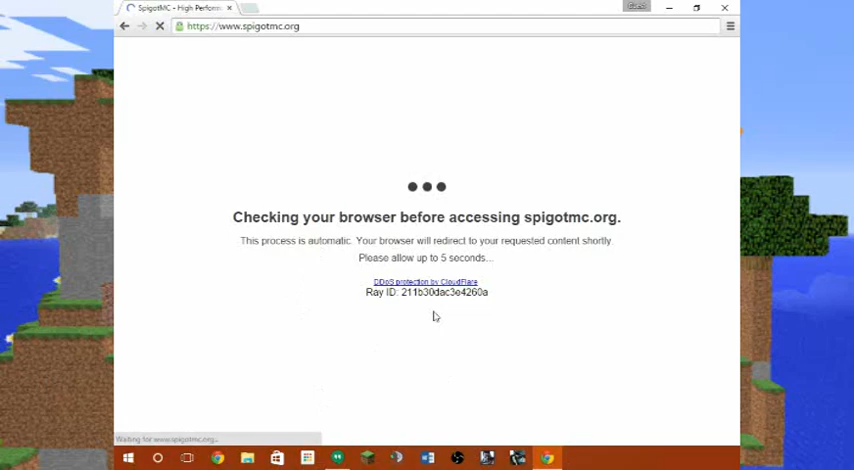 SpigotMC - High Perform
Guest
https://www.spigotmc.org
Checking your browser before accessing spigotmc.org.
This process is automatic. Your browser will redirect to your requested content shortly.
Please allow up to 5 seconds...
DDoS protection by CloudFlare
Ray ID: 211b30dac3e4260a
Waiting for www.spigotmc.org...